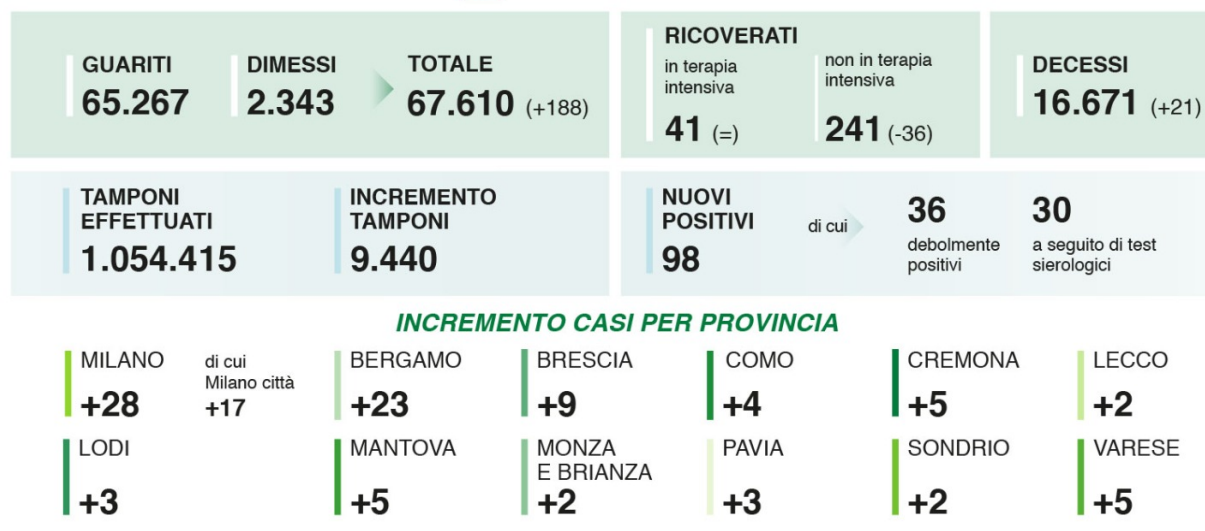 GUARITI
65.267
DIMESSI
2.343
TOTALE
67.610 (+188)
RICOVERATI
in terapia
intensiva
41 (=)
non in terapia
intensiva
241 (-36)
DECESSI
16.671 (+21)
TAMPONI
EFFETTUATI
1.054.415
INCREMENTO
TAMPONI
9.440
NUOVI
POSITIVI
98
di cui
36
debolmente
positivi
30
a seguito di test
sierologici
INCREMENTO CASI PER PROVINCIA
MILANO
+28
di cui
Milano città
+17
BERGAMO
+23
BRESCIA
+9
COMO
+4
CREMONA
+5
LECCO
+2
LODI
+3
MANTOVA
+5
MONZA
E BRIANZA
+2
PAVIA
+3
SONDRIO
+2
VARESE
+5